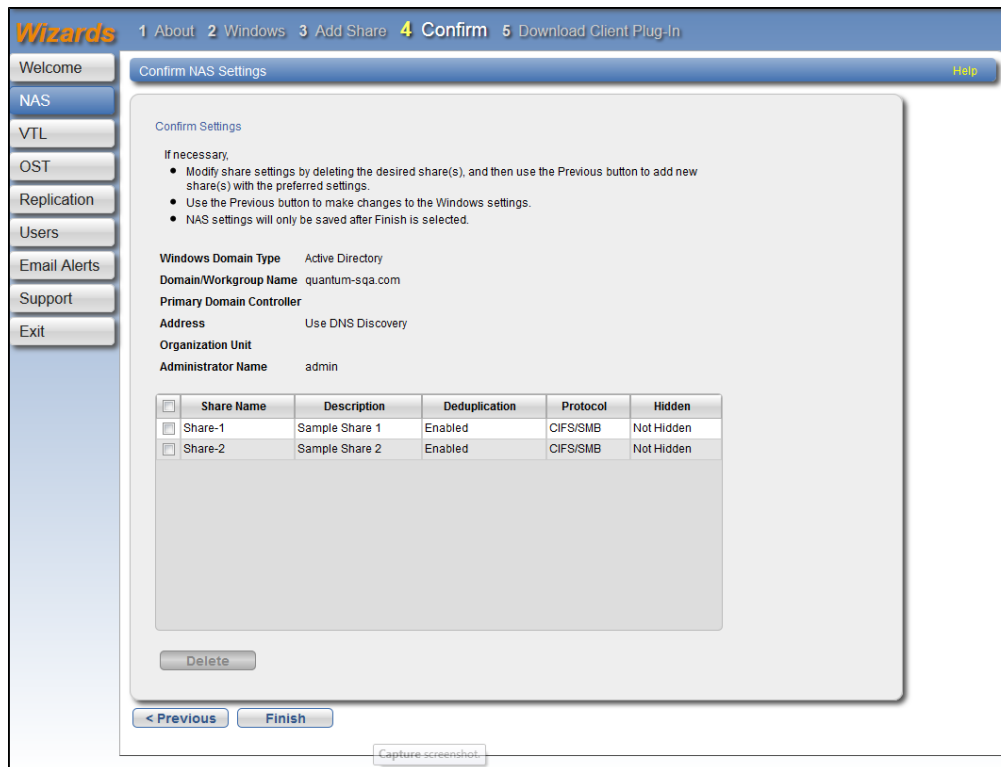 Wizards
1 About 2 Windows 3 Add Share 4 Confirm 5 Download Client Plug-In
Welcome
NAS
VTL
OST
Replication
Users
Email Alerts
Support
Exit
Confirm NAS Settings
Help
Confirm Settings
If necessary,
• Modify share settings by deleting the desired share(s), and then use the Previous button to add new
share(s) with the preferred settings.
• Use the Previous button to make changes to the Windows settings.
• NAS settings will only be saved after Finish is selected.
Windows Domain Type Active Directory
Domain/Workgroup Name quantum-sqa.com
Primary Domain Controller
Address Use DNS Discovery
Organization Unit
Administrator Name admin
Share Name Description Deduplication Protocol Hidden
Share-1 Sample Share 1 Enabled CIFS/SMB Not Hidden
Share-2 Sample Share 2 Enabled CIFS/SMB Not Hidden
Delete
< Previous Finish
Capture screenshot.